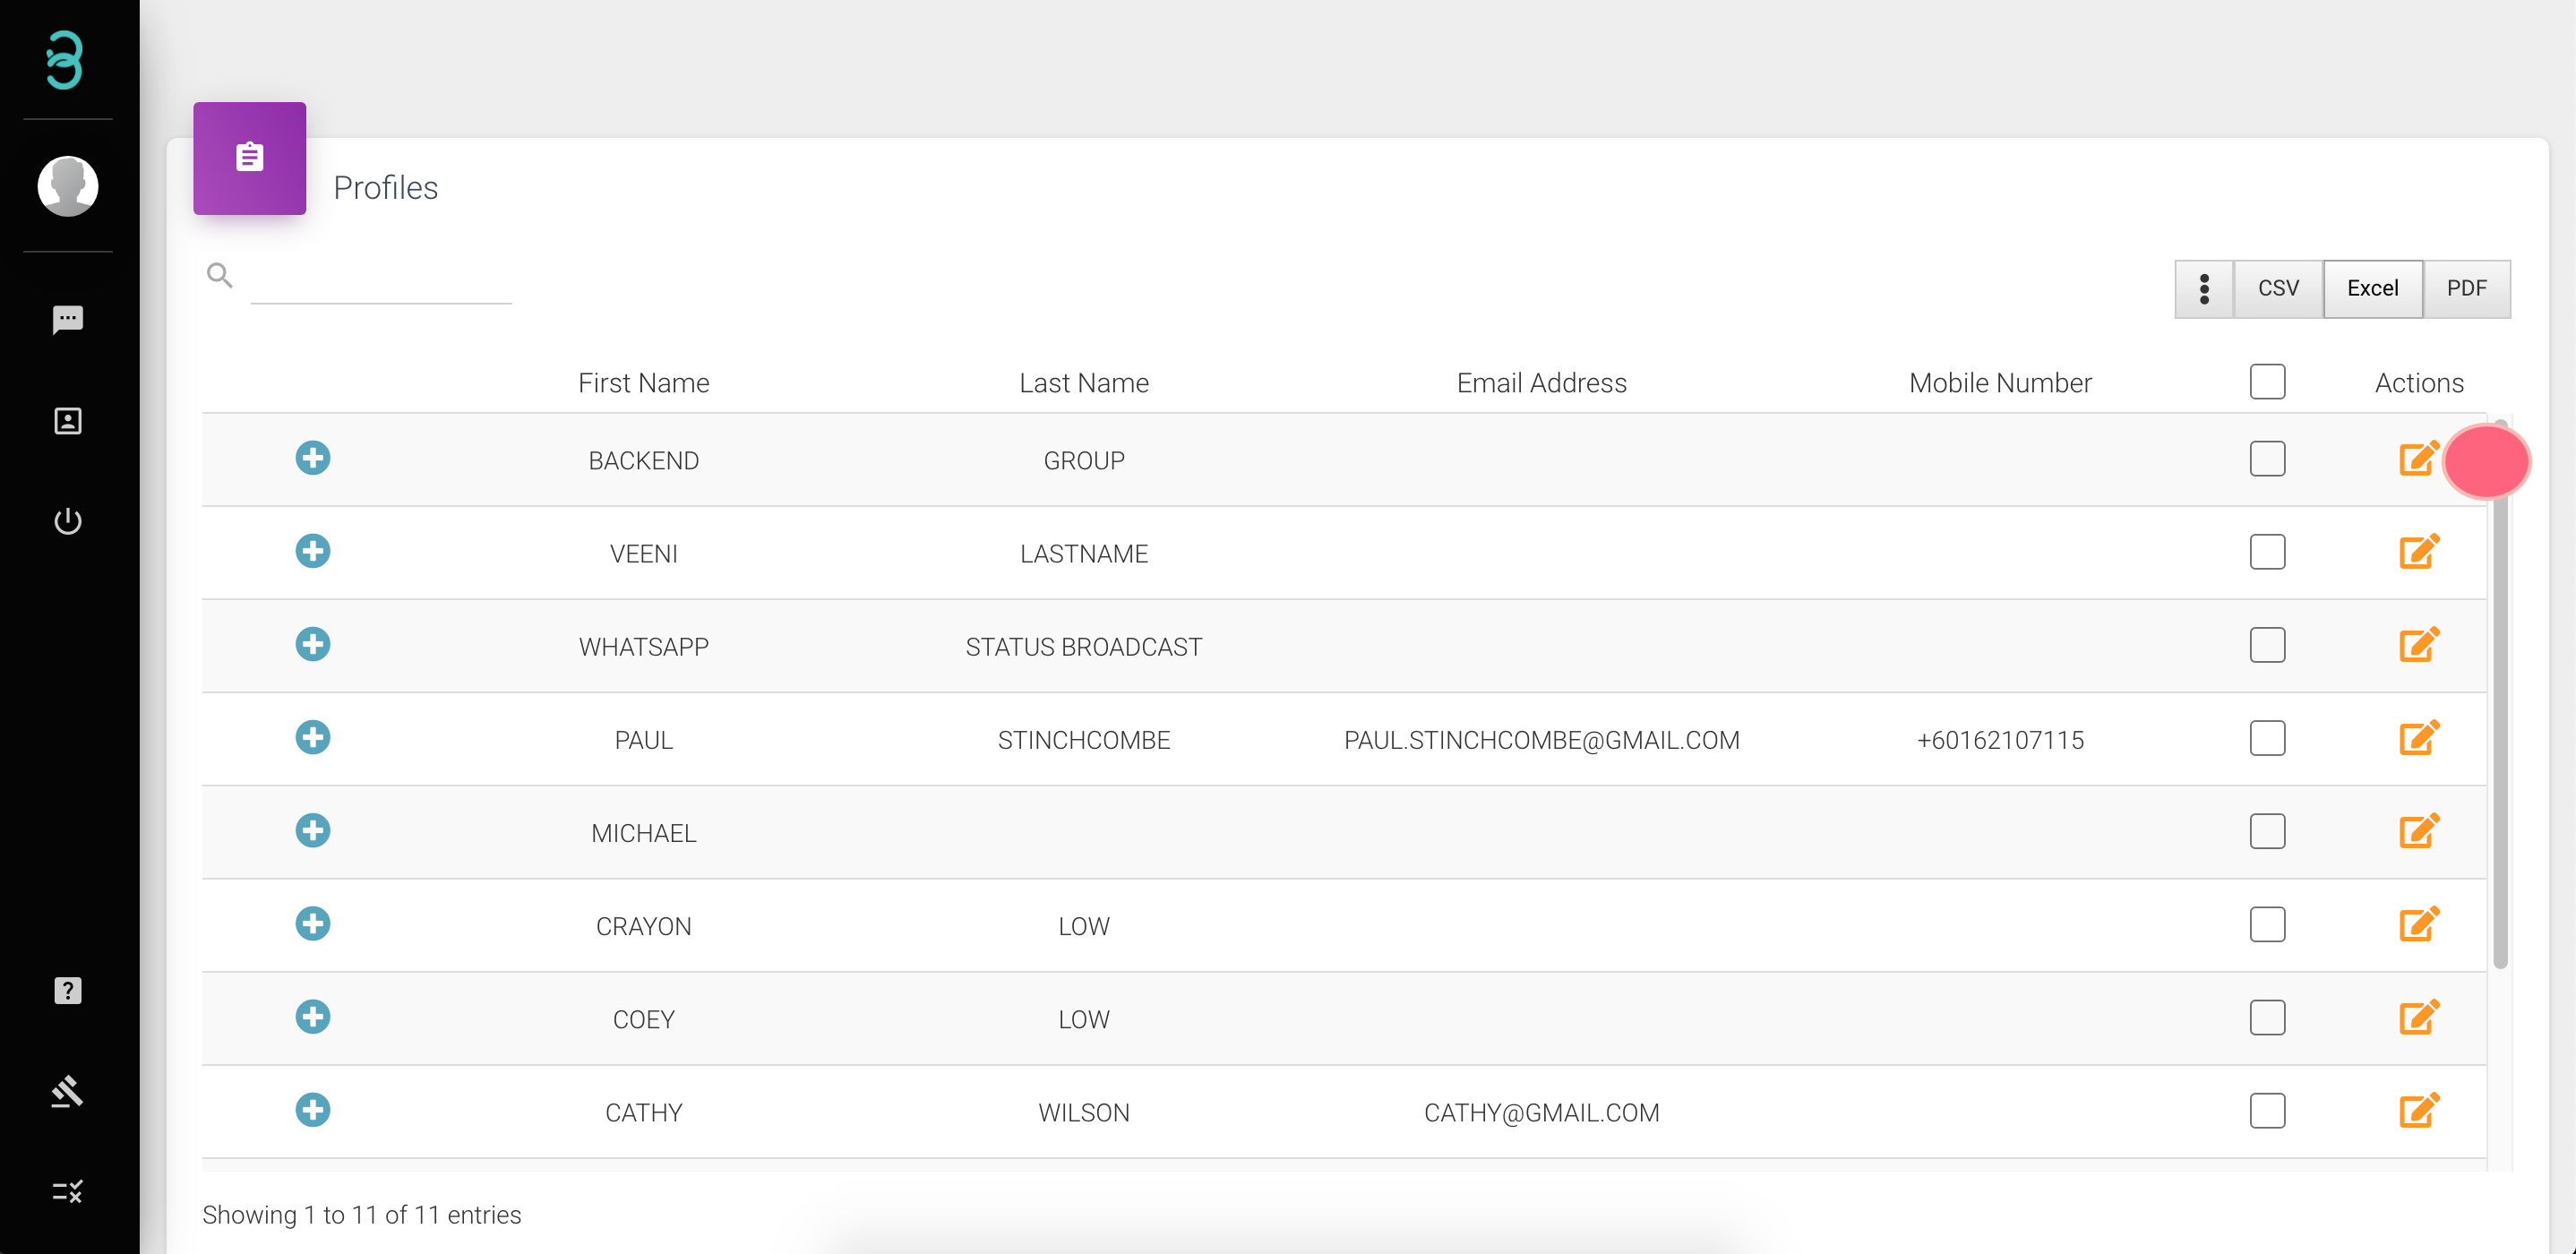 Profiles
CSV Excel PDF
First Name Last Name Email Address Mobile Number Actions
BACKEND GROUP
VEENI LASTNAME
WHATSAPP STATUS BROADCAST
PAUL STINCHCOMBE PAUL.STINCHCOMBE@GMAIL.COM +60162107115
MICHAEL
CRAYON LOW
COEY LOW
CATHY WILSON CATHY@GMAIL.COM
Showing 1 to 11 of 11 entries